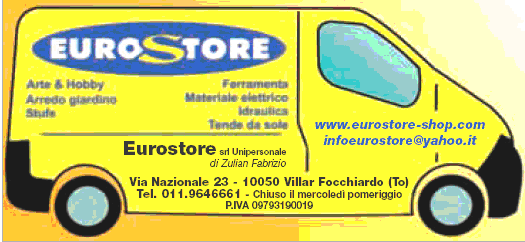 EUROSTORE
Arte & Hobby
Arredo giardino
Stufe
Ferramenta
Materiale elettrico
Idraulica
Tende da sole
www.eurostore-shop.com
infoeurostore@yahoo.it
Eurostore srl Unipersonale
di Zulian Fabrizio
Via Nazionale 23 - 10050 Villar Focchiardo (To)
Tel. 011.9646661 - Chiuso il mercoledì pomeriggio
P.IVA 09793190019